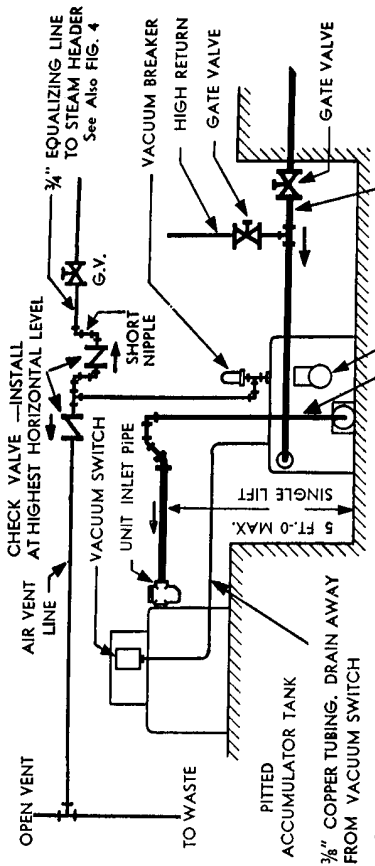 ¾" EQUALIZING LINE
TO STEAM HEADER
See Also FIG. 4
CHECK VALVE—INSTALL
AT HIGHEST HORIZONTAL LEVEL
AIR VENT
LINE
OPEN VENT
G.V.
SHORT
NIPPLE
VACUUM BREAKER
HIGH RETURN
GATE VALVE
VACUUM SWITCH
UNIT INLET PIPE
TO WASTE
5 FT.-0 MAX.
SINGLE LIFT
GATE VALVE
PITTED
ACCUMULATOR TANK
⅜" COPPER TUBING. DRAIN AWAY
FROM VACUUM SWITCH